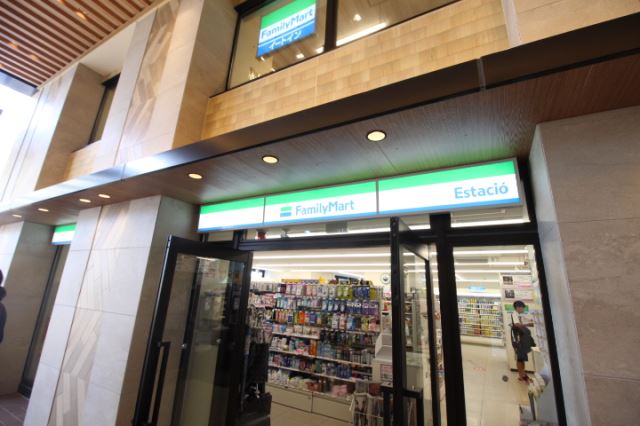 FamilyMart
イートイン
FamilyMart
Estació